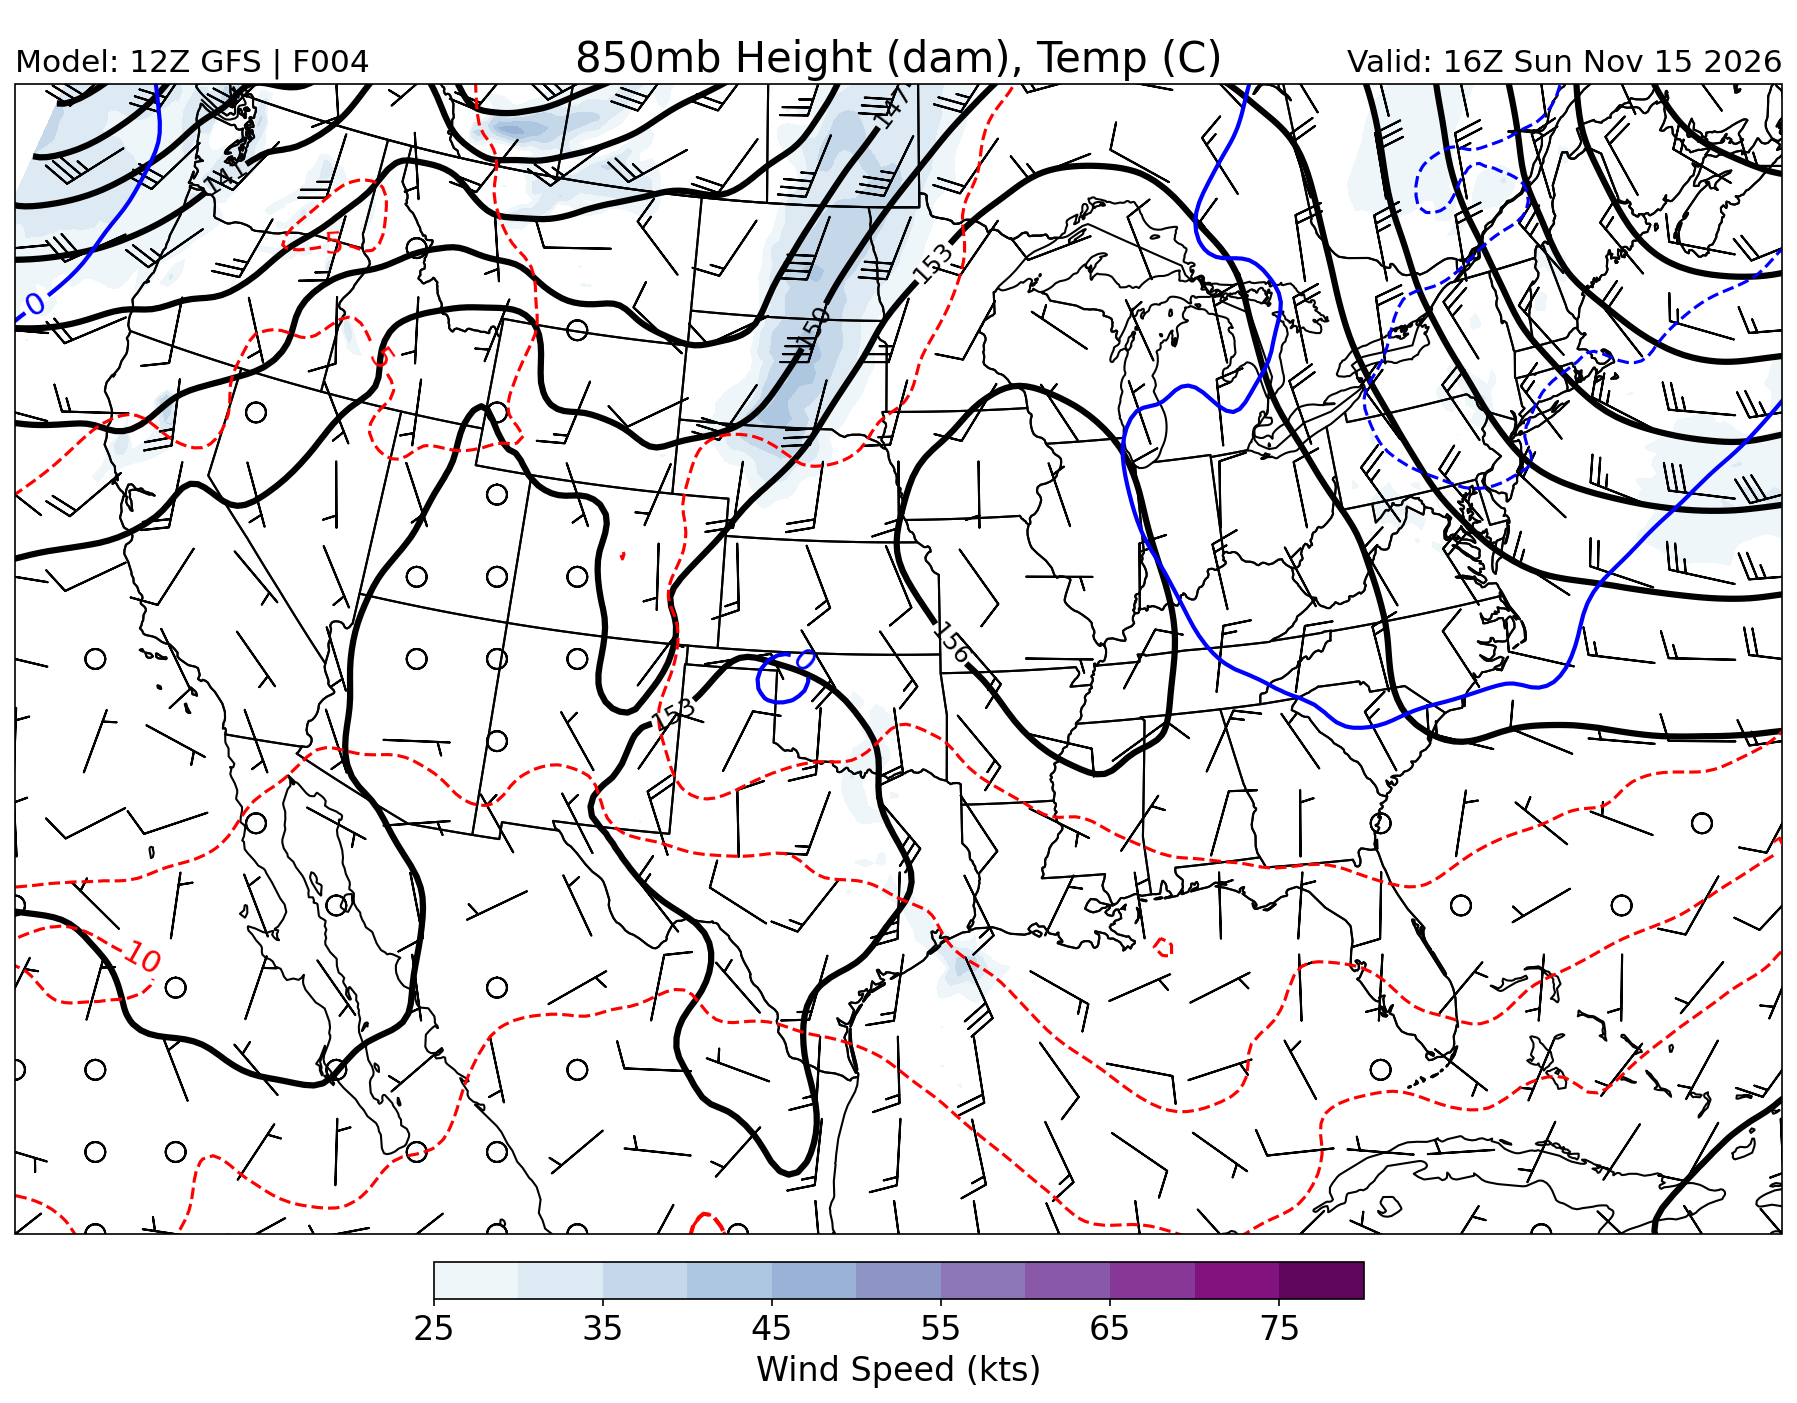 850mb Height (dam), Temp (C)
Model: 12Z GFS | F004
Valid: 16Z Sun Nov 15 2026
147
141
5
153
0
150
5
156
0
153
10
25 35 45 55 65 75
Wind Speed (kts)